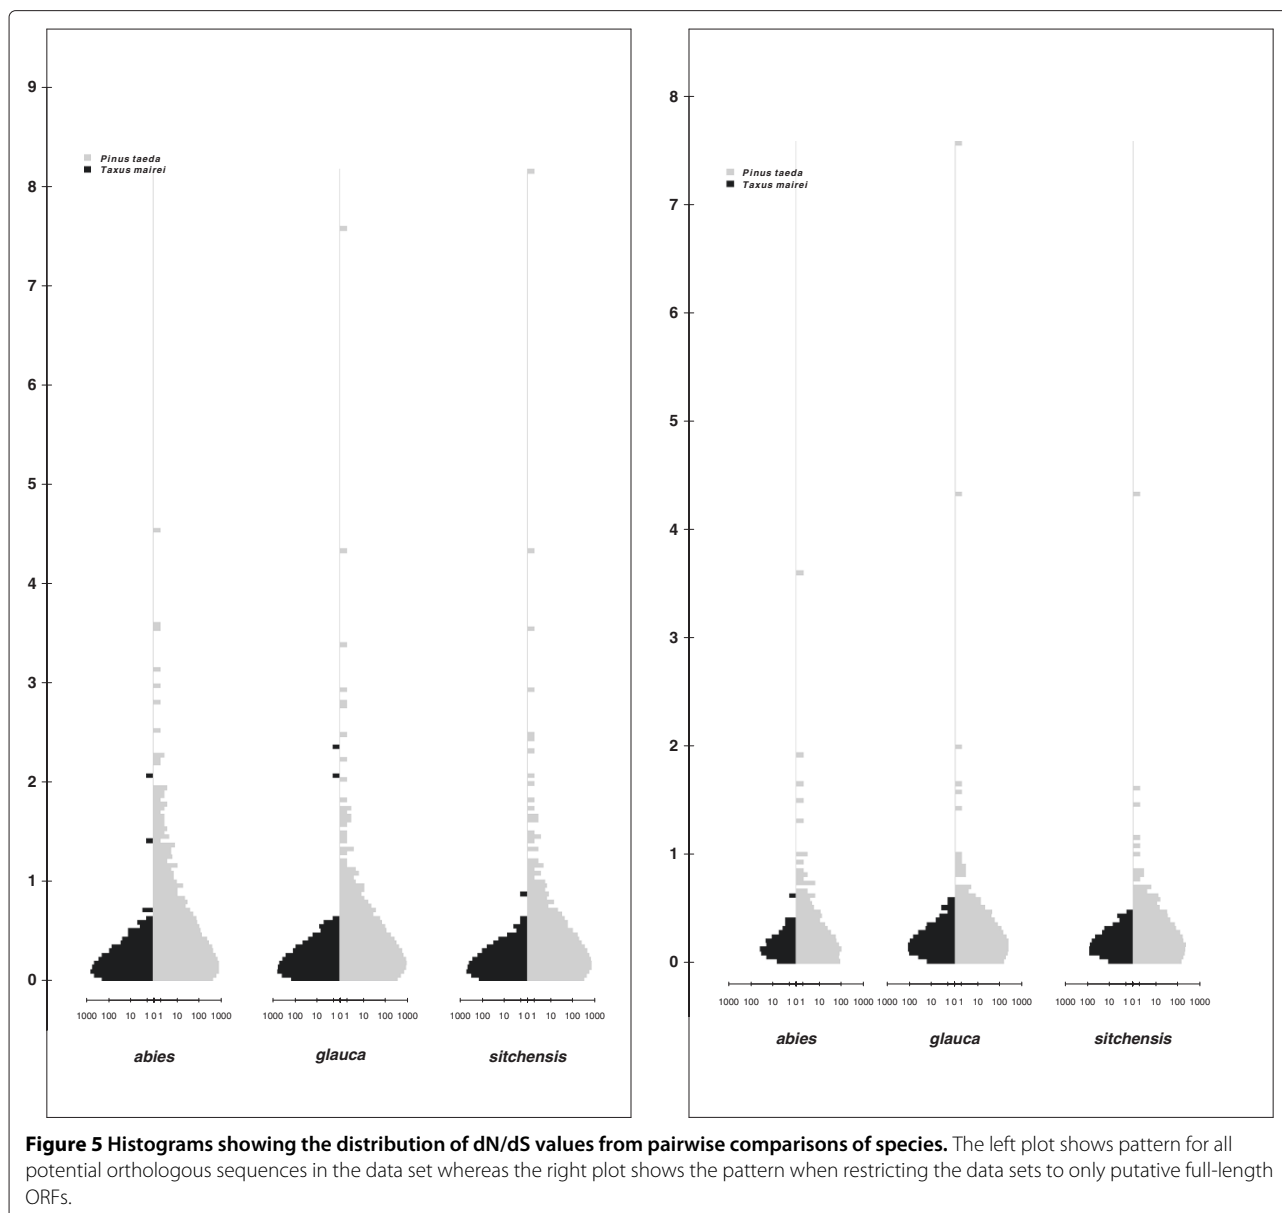 9
8
7
6
5
4
3
2
1
0
Pinus taeda
Taxus mairei
1000 100 10 1 0 1 10 100 1000
1000 100 10 1 0 1 10 100 1000
1000 100 10 1 0 1 10 100 1000
abies
glauca
sitchensis
8
7
6
5
4
3
2
1
0
Pinus taeda
Taxus mairei
1000 100 10 1 0 1 10 100 1000
1000 100 10 1 0 1 10 100 1000
1000 100 10 1 0 1 10 100 1000
abies
glauca
sitchensis
Figure 5 Histograms showing the distribution of dN/dS values from pairwise comparisons of species. The left plot shows pattern for all
potential orthologous sequences in the data set whereas the right plot shows the pattern when restricting the data sets to only putative full-length
ORFs.